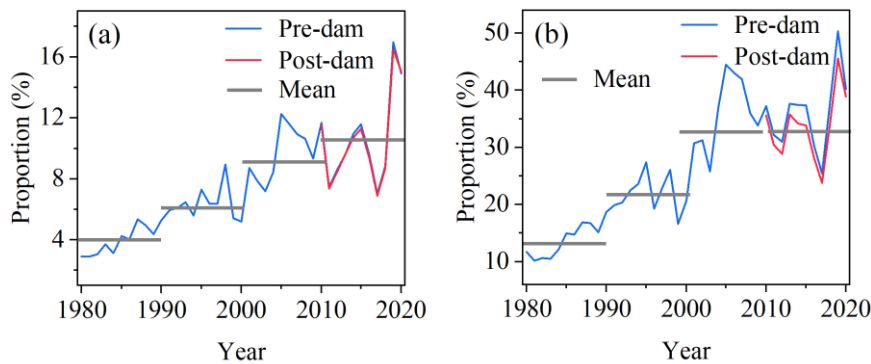 (a)
Pre-dam
Post-dam
Mean
Proportion (%)
16
12
8
4
1980 1990 2000 2010 2020
Year
(b)
Pre-dam
Post-dam
Mean
Proportion (%)
50
40
30
20
10
1980 1990 2000 2010 2020
Year